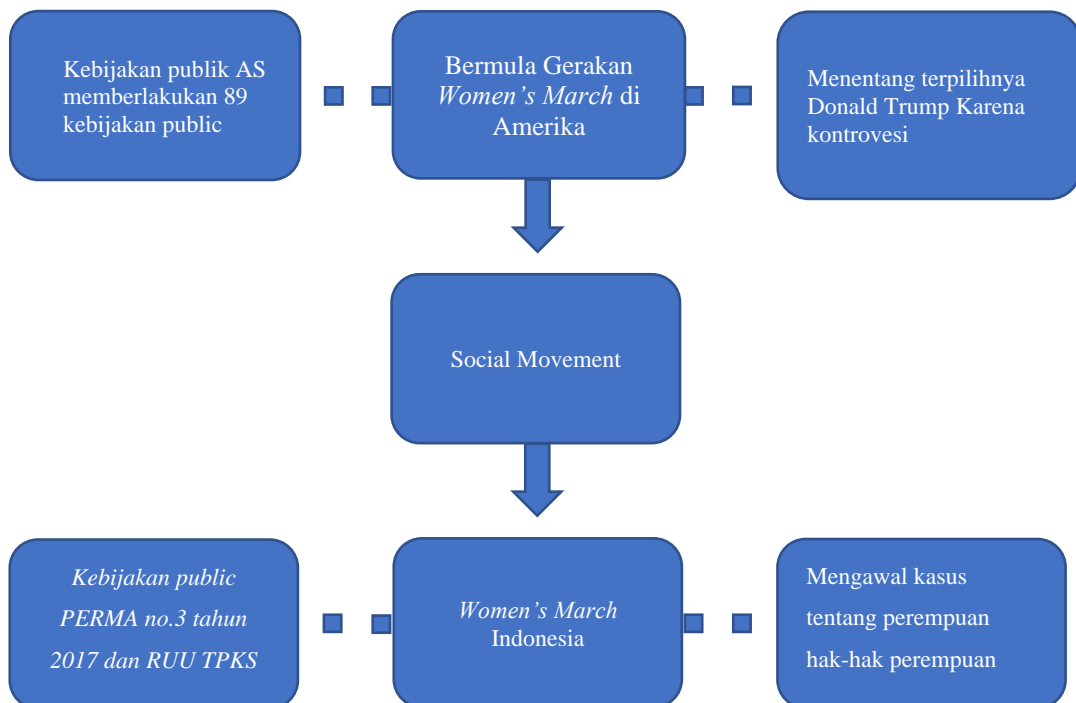 Kebijakan publik AS
memberlakukan 89
kebijakan public
Bermula Gerakan
Women's March di
Amerika
Menentang terpilihnya
Donald Trump Karena
kontrovesi
Social Movement
Kebijakan public
PERMA no.3 tahun
2017 dan RUU TPKS
Women's March
Indonesia
Mengawal kasus
tentang perempuan
hak-hak perempuan